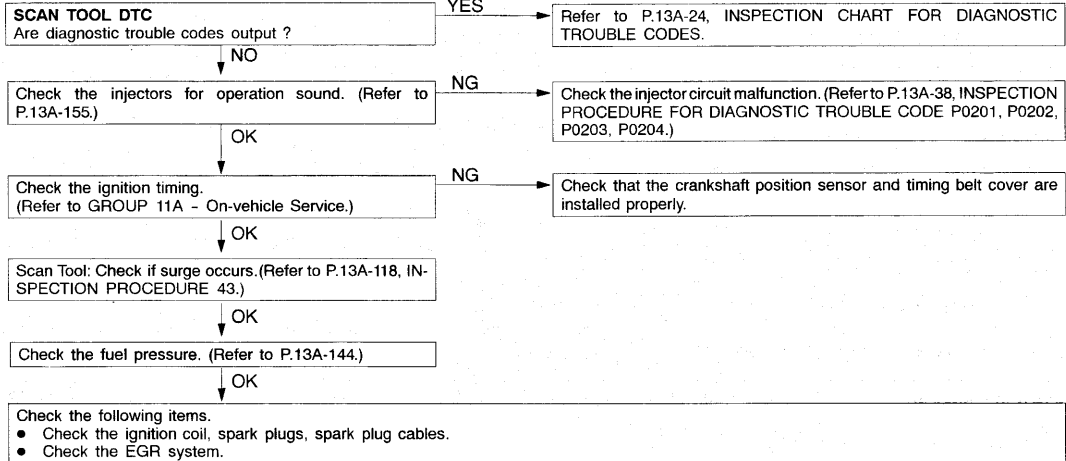 SCAN TOOL DTC
Are diagnostic trouble codes output ?
YES
Refer to P.13A-24, INSPECTION CHART FOR DIAGNOSTIC
TROUBLE CODES.
NO
Check the injectors for operation sound. (Refer to
P.13A-155.)
NG
Check the injector circuit malfunction. (Refer to P.13A-38, INSPECTION
PROCEDURE FOR DIAGNOSTIC TROUBLE CODE P0201, P0202,
P0203, P0204.)
OK
Check the ignition timing.
(Refer to GROUP 11A – On-vehicle Service.)
NG
Check that the crankshaft position sensor and timing belt cover are
installed properly.
OK
Scan Tool: Check if surge occurs.(Refer to P.13A-118, IN-
SPECTION PROCEDURE 43.)
OK
Check the fuel pressure. (Refer to P.13A-144.)
OK
Check the following items.
● Check the ignition coil, spark plugs, spark plug cables.
● Check the EGR system.